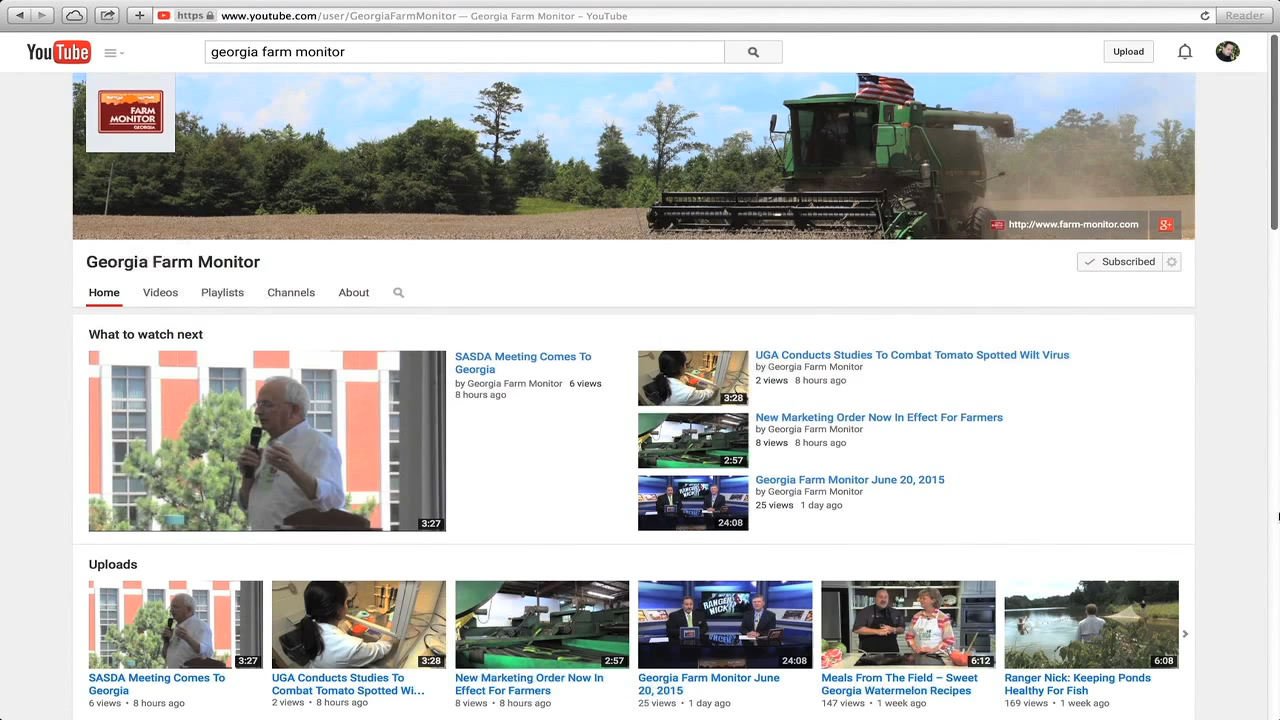 www.youtube.com/user/GeorgiaFarmMonitor — Georgia Farm Monitor – YouTube
https
Reader
YouTube
georgia farm monitor
Upload
FARM
MONITOR
GEORGIA
http://www.farm-monitor.com
g+
Georgia Farm Monitor
Subscribed
Home Videos Playlists Channels About
What to watch next
SASDA Meeting Comes To
Georgia
by Georgia Farm Monitor 6 views
8 hours ago
3:27
UGA Conducts Studies To Combat Tomato Spotted Wilt Virus
by Georgia Farm Monitor
2 views 8 hours ago
3:28
New Marketing Order Now In Effect For Farmers
by Georgia Farm Monitor
8 views 8 hours ago
2:57
Georgia Farm Monitor June 20, 2015
by Georgia Farm Monitor
25 views 1 day ago
RANGER
NICK
24:08
Uploads
3:27
SASDA Meeting Comes To
Georgia
6 views • 8 hours ago
3:28
UGA Conducts Studies To
Combat Tomato Spotted Wi...
2 views • 8 hours ago
2:57
New Marketing Order Now In
Effect For Farmers
8 views • 8 hours ago
RANGER
NICK
24:08
Georgia Farm Monitor June
20, 2015
25 views • 1 day ago
6:12
Meals From The Field – Sweet
Georgia Watermelon Recipes
147 views • 1 week ago
6:08
Ranger Nick: Keeping Ponds
Healthy For Fish
169 views • 1 week ago